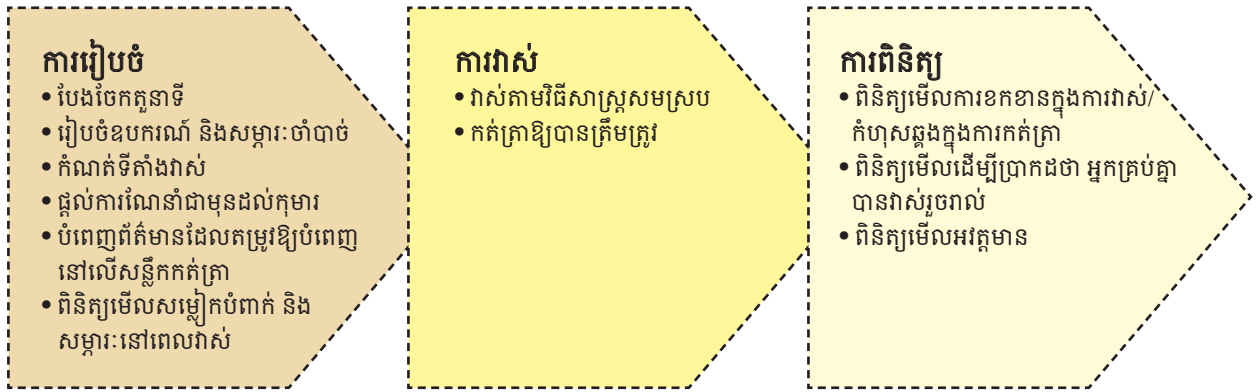 ការរៀបចំ
• បែងចែកតួនាទី
• រៀបចំឧបករណ៍ និងសម្ភារៈចាំបាច់
• កំណត់ទីតាំងវាស់
• ផ្តល់ការណែនាំជាមុនដល់កុមារ
• បំពេញព័ត៌មានដែលតម្រូវឱ្យបំពេញ
នៅលើសន្លឹកកត់ត្រា
• ពិនិត្យមើលសម្លៀកបំពាក់ និង
សម្ភារៈនៅពេលវាស់
ការវាស់
• វាស់តាមវិធីសាស្ត្រសមស្រប
• កត់ត្រាឱ្យបានត្រឹមត្រូវ
ការពិនិត្យ
• ពិនិត្យមើលការខកខានក្នុងការវាស់/
កំហុសឆ្គងក្នុងការកត់ត្រា
• ពិនិត្យមើលដើម្បីប្រាកដថា អ្នកគ្រប់គ្នា
បានវាស់រួចរាល់
• ពិនិត្យមើលអវត្តមាន